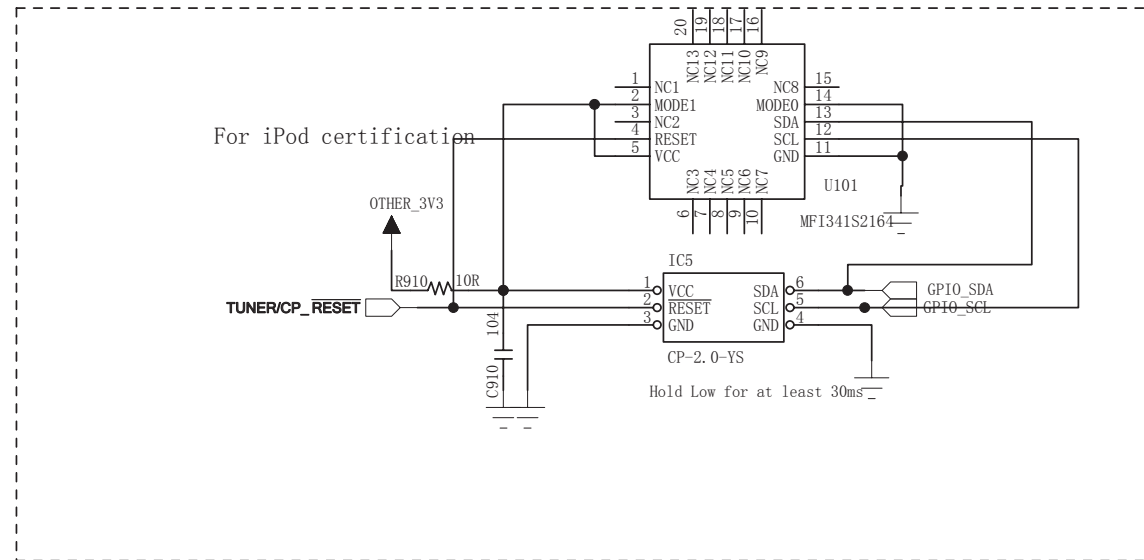 20 19 18 17 16
NC13 NC12 NC11 NC10 NC9
1 NC1 NC8 15
2 MODE1 MODE0 14
3 NC2 SDA 13
4 RESET SCL 12
5 VCC GND 11
For iPod certification
NC3 NC4 NC5 NC6 NC7
6 7 8 9 10
U101
MFI341S2164
OTHER_3V3
IC5
R910 10R
1 VCC SDA 6
2 RESET SCL 5
3 GND GND 4
GPIO_SDA
GPIO_SCL
TUNER/CP_RESET
104
C910
CP-2.0-YS
Hold Low for at least 30ms